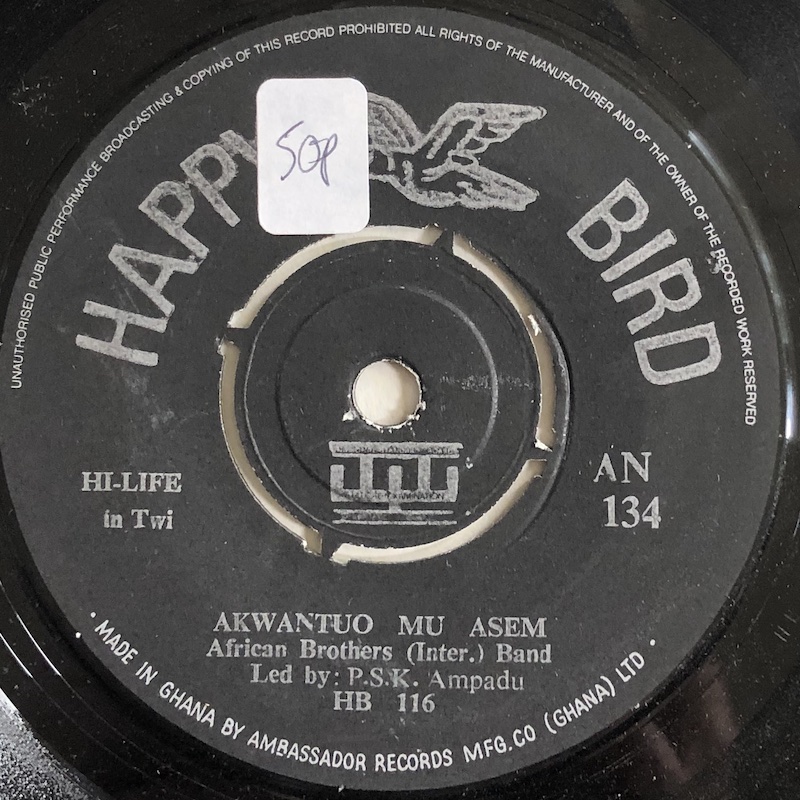 UNAUTHORISED PUBLIC PERFORMANCE BROADCASTING & COPYING OF THIS RECORD PROHIBITED ALL RIGHTS OF THE MANUFACTURER AND OF THE OWNER OF THE RECORDED WORK RESERVED
HAPPY BIRD
50p
HI-LIFE
in Twi
AN
134
AKWANTUO MU ASEM
African Brothers (Inter.) Band
Led by: P.S.K. Ampadu
HB 116
· MADE IN GHANA BY AMBASSADOR RECORDS MFG.CO (GHANA) LTD ·